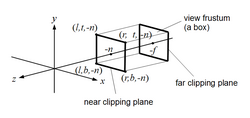 y
view frustum
(a box)
(l,t,-n)
(r, t, -n)
-n
-f
z
x
(l,b,-n)
(r,b,-n)
far clipping plane
near clipping plane